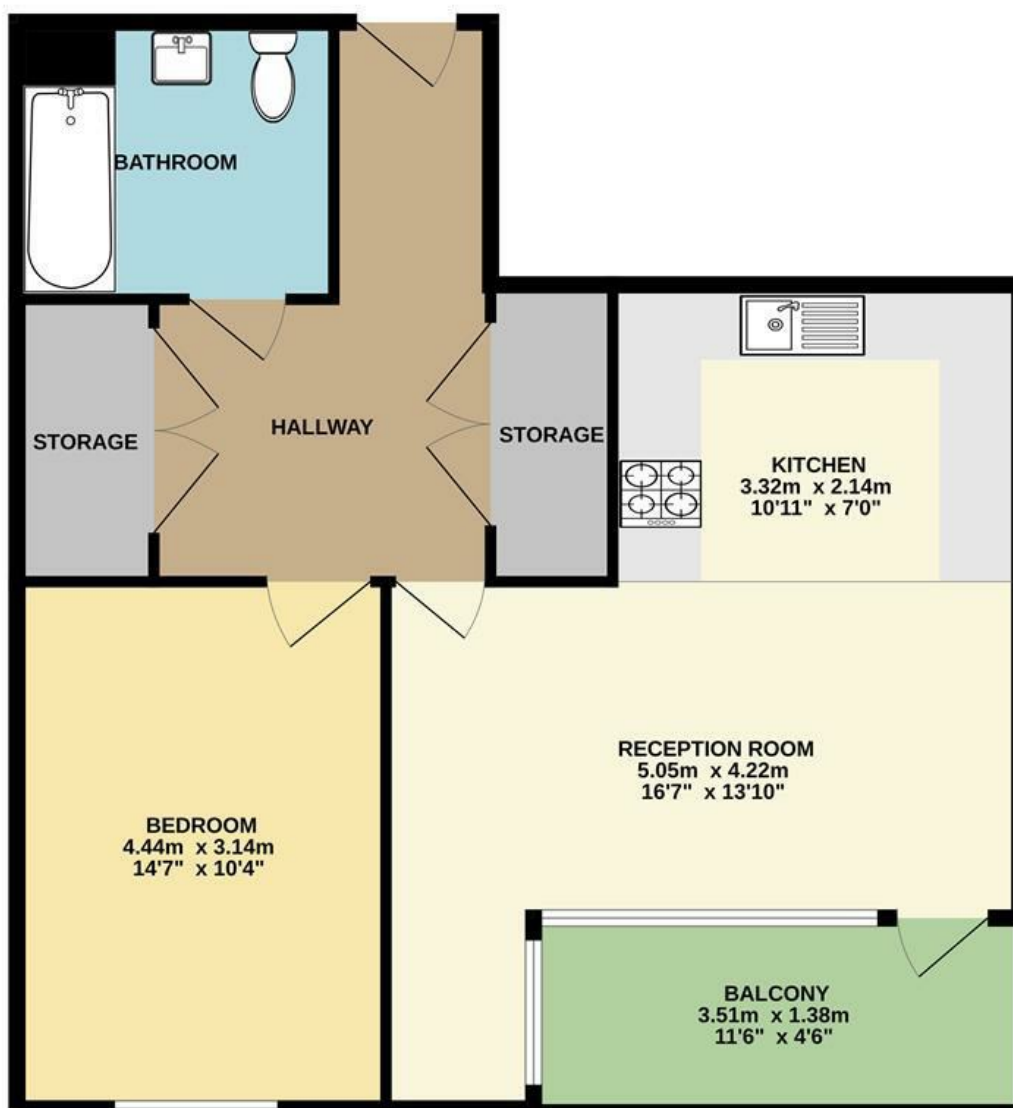 BATHROOM
STORAGE
HALLWAY
STORAGE
KITCHEN
3.32m x 2.14m
10'11" x 7'0"
RECEPTION ROOM
5.05m x 4.22m
16'7" x 13'10"
BEDROOM
4.44m x 3.14m
14'7" x 10'4"
BALCONY
3.51m x 1.38m
11'6" x 4'6"